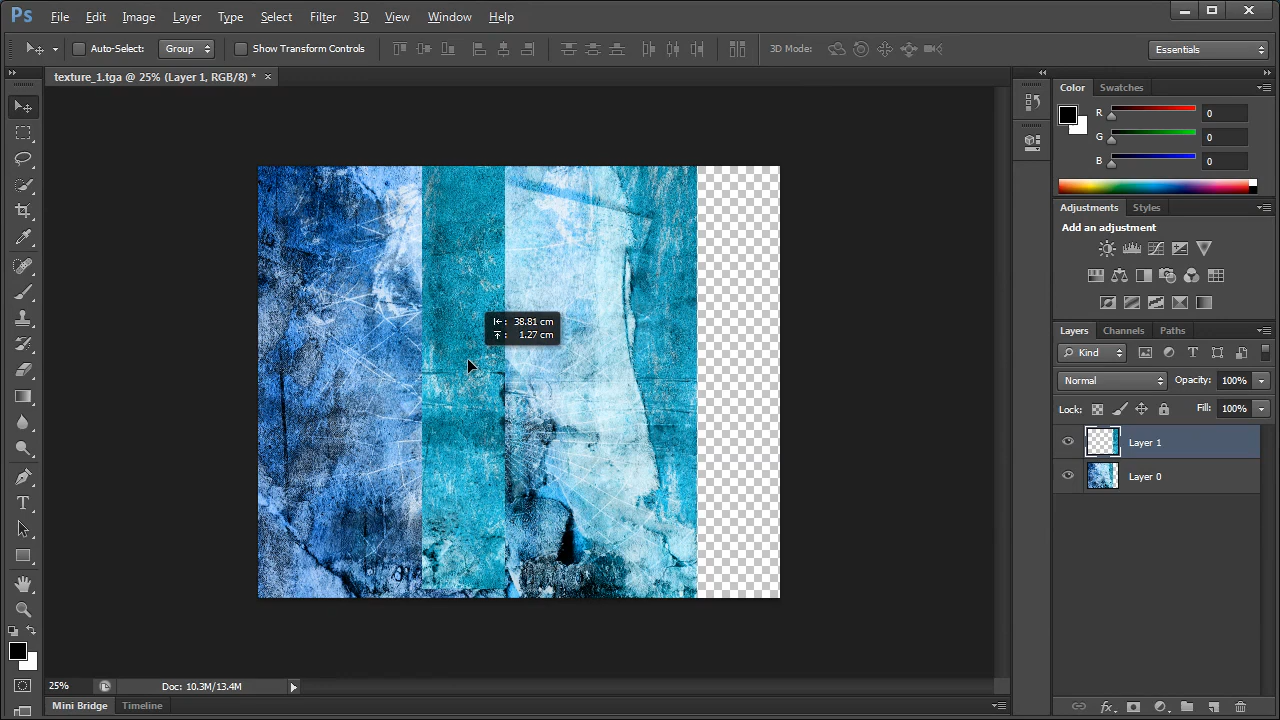 Ps File Edit Image Layer Type Select Filter 3D View Window Help
Auto-Select: Group Show Transform Controls 3D Mode: Essentials
texture_1.tga @ 25% (Layer 1, RGB/8) * ×
Color Swatches
R 0
G 0
B 0
Adjustments Styles
Add an adjustment
38.81 cm
1.27 cm
Layers Channels Paths
Kind
Normal Opacity: 100%
Lock: Fill: 100%
Layer 1
Layer 0
25% Doc: 10.3M/13.4M
Mini Bridge Timeline